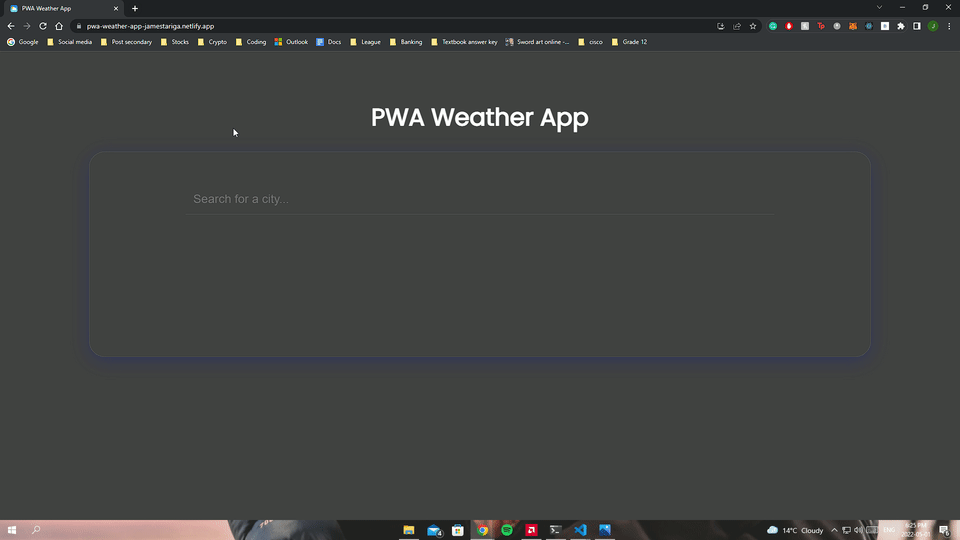 PWA Weather App
pwa-weather-app-jamestariga.netlify.app
Google Social media Post secondary Stocks Crypto Coding Outlook Docs League Banking Textbook answer key Sword art online -... cisco Grade 12
PWA Weather App
Search for a city...
14°C Cloudy
ENG
8:25 PM
2022-05-31